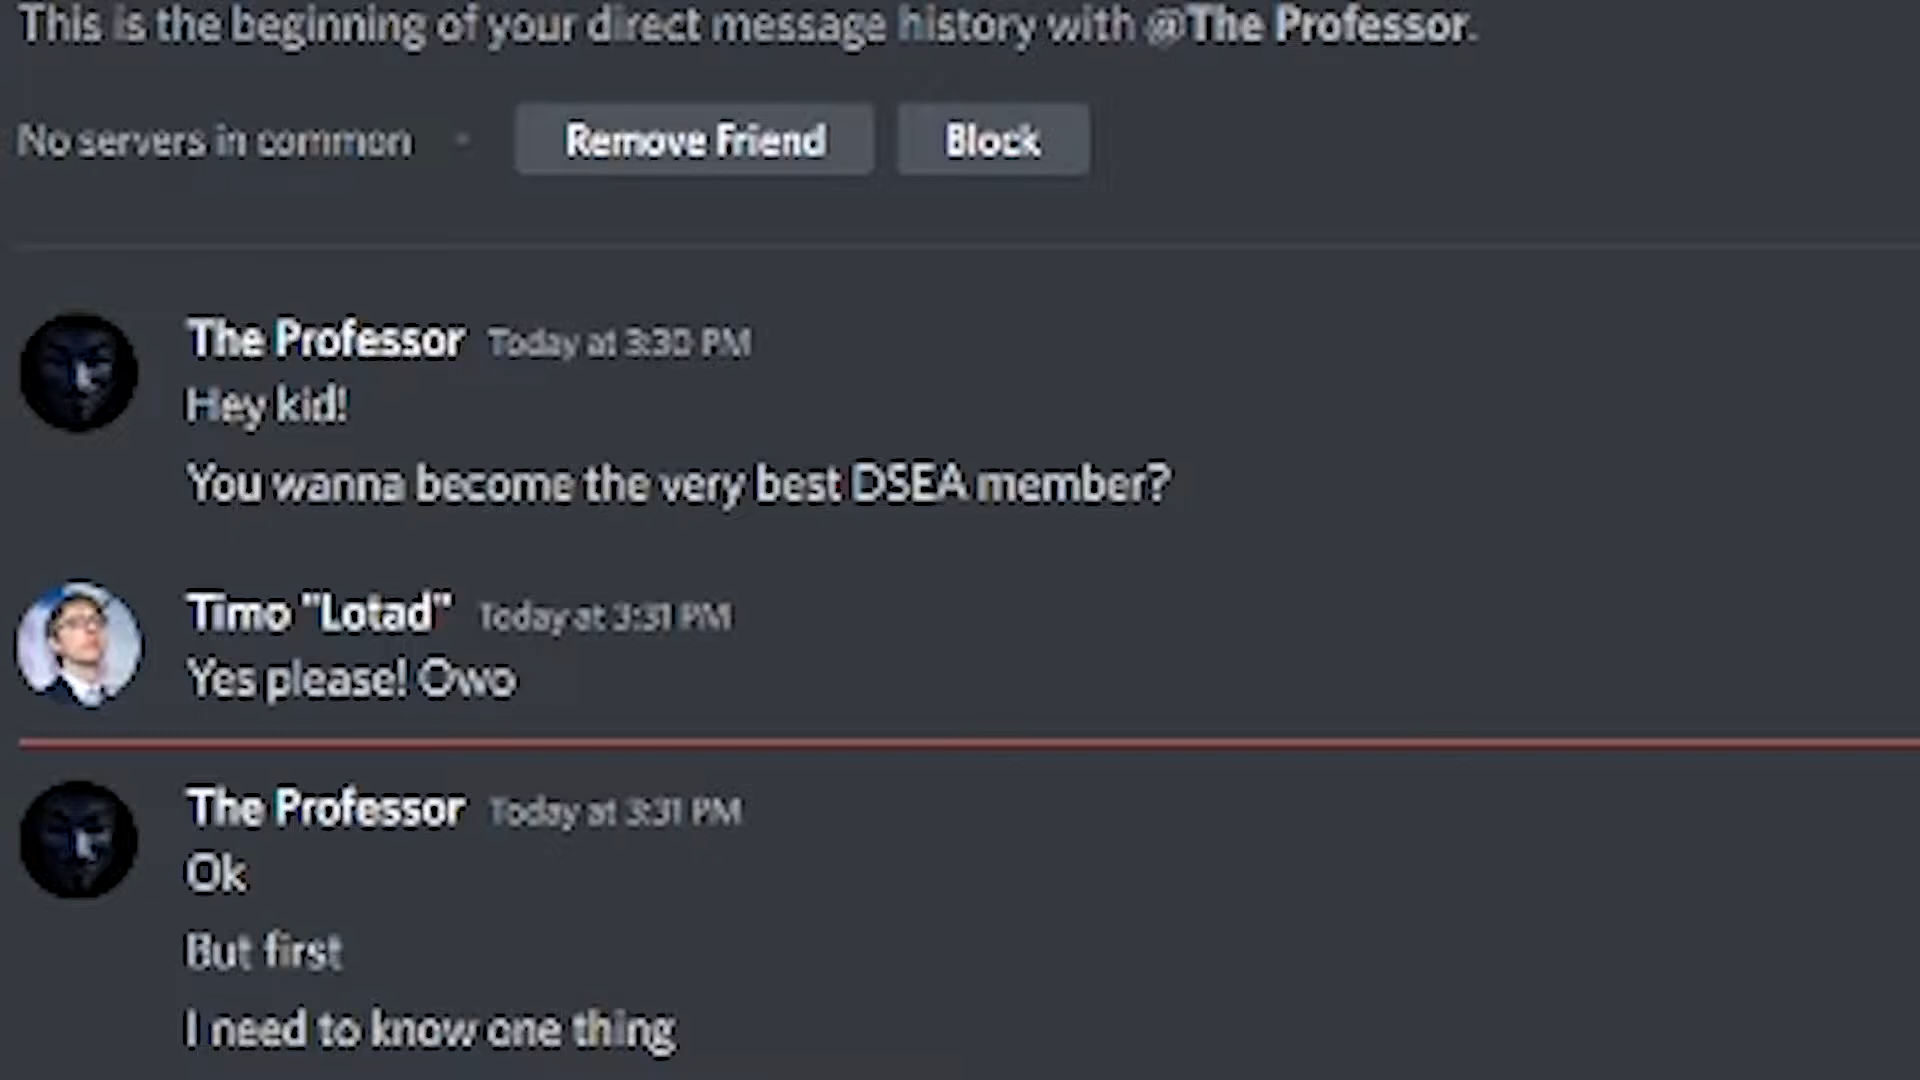 This is the beginning of your direct message history with @The Professor.
No servers in common • Remove Friend Block
The Professor Today at 3:30 PM
Hey kid!
You wanna become the very best DSEA member?
Timo "Lotad" Today at 3:31 PM
Yes please! Owo
The Professor Today at 3:31 PM
Ok
But first
I need to know one thing